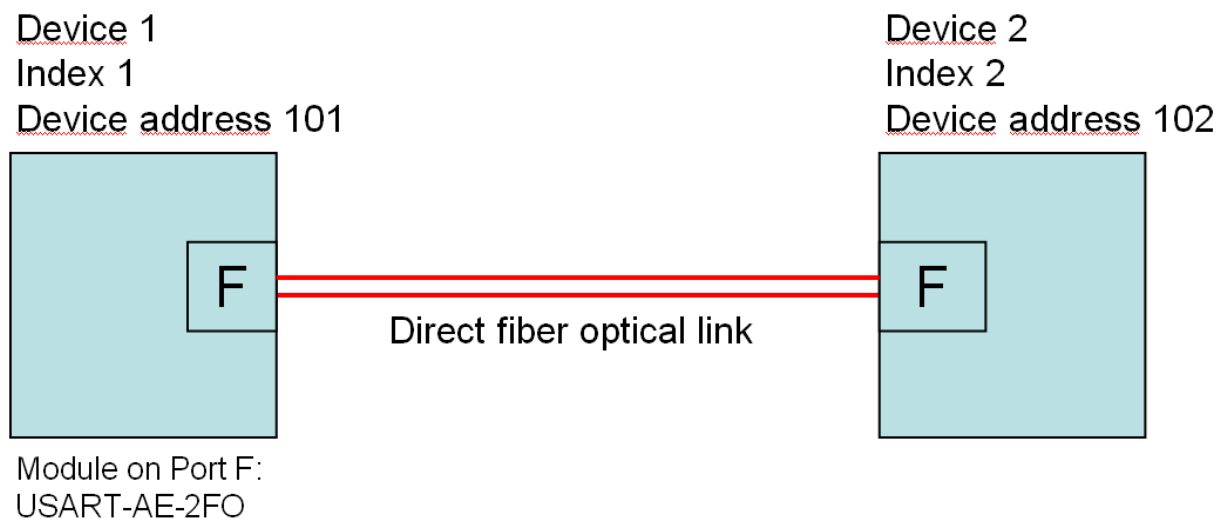 Device 1
Index 1
Device address 101
Device 2
Index 2
Device address 102
F
F
Direct fiber optical link
Module on Port F:
USART-AE-2FO